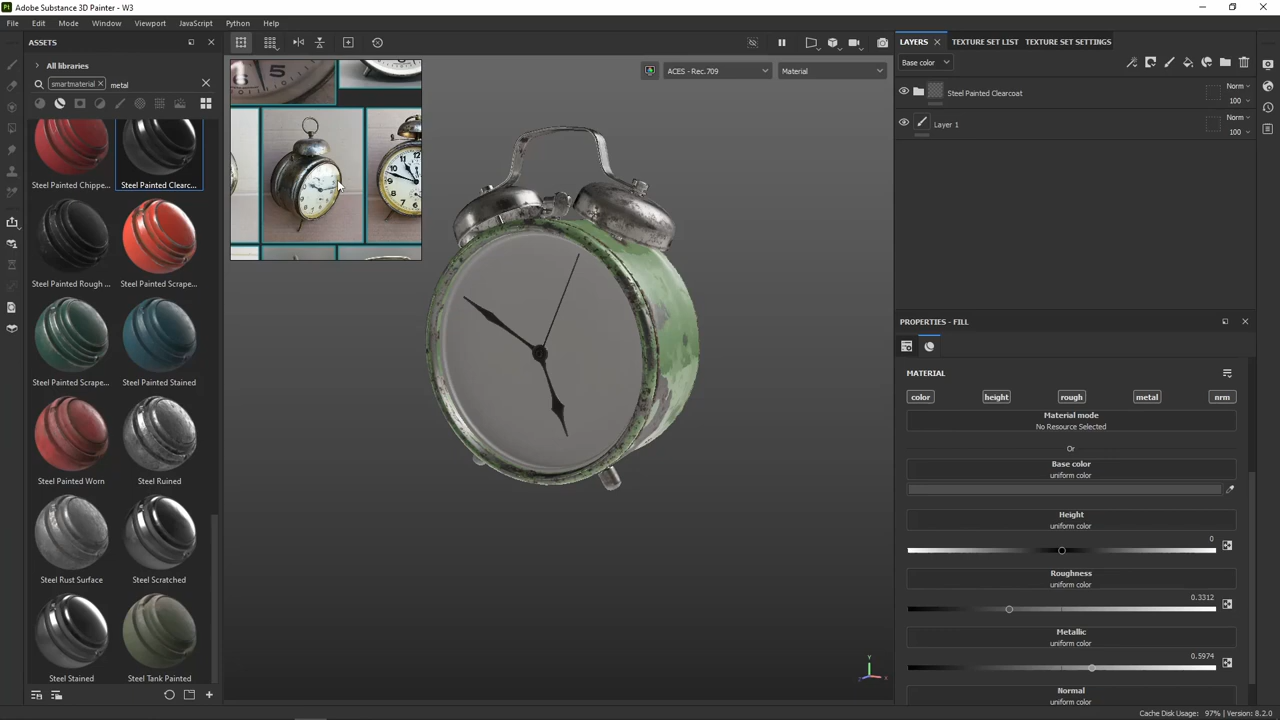 Adobe Substance 3D Painter - W3
File Edit Mode Window Viewport JavaScript Python Help
ASSETS
All libraries
smartmaterial metal
Steel Painted Chippe...
Steel Painted Clearc...
Steel Painted Rough ...
Steel Painted Scrape...
Steel Painted Scrape...
Steel Painted Stained
Steel Painted Worn
Steel Ruined
Steel Rust Surface
Steel Scratched
Steel Stained
Steel Tank Painted
ACES - Rec.709
Material
LAYERS
TEXTURE SET LIST
TEXTURE SET SETTINGS
Base color
Steel Painted Clearcoat
Norm
100
Layer 1
Norm
100
PROPERTIES - FILL
MATERIAL
color height rough metal nrm
Material mode
No Resource Selected
Or
Base color
uniform color
Height
uniform color
0
Roughness
uniform color
0.3312
Metallic
uniform color
0.5974
Normal
uniform color
Y
Cache Disk Usage: 97% | Version: 8.2.0